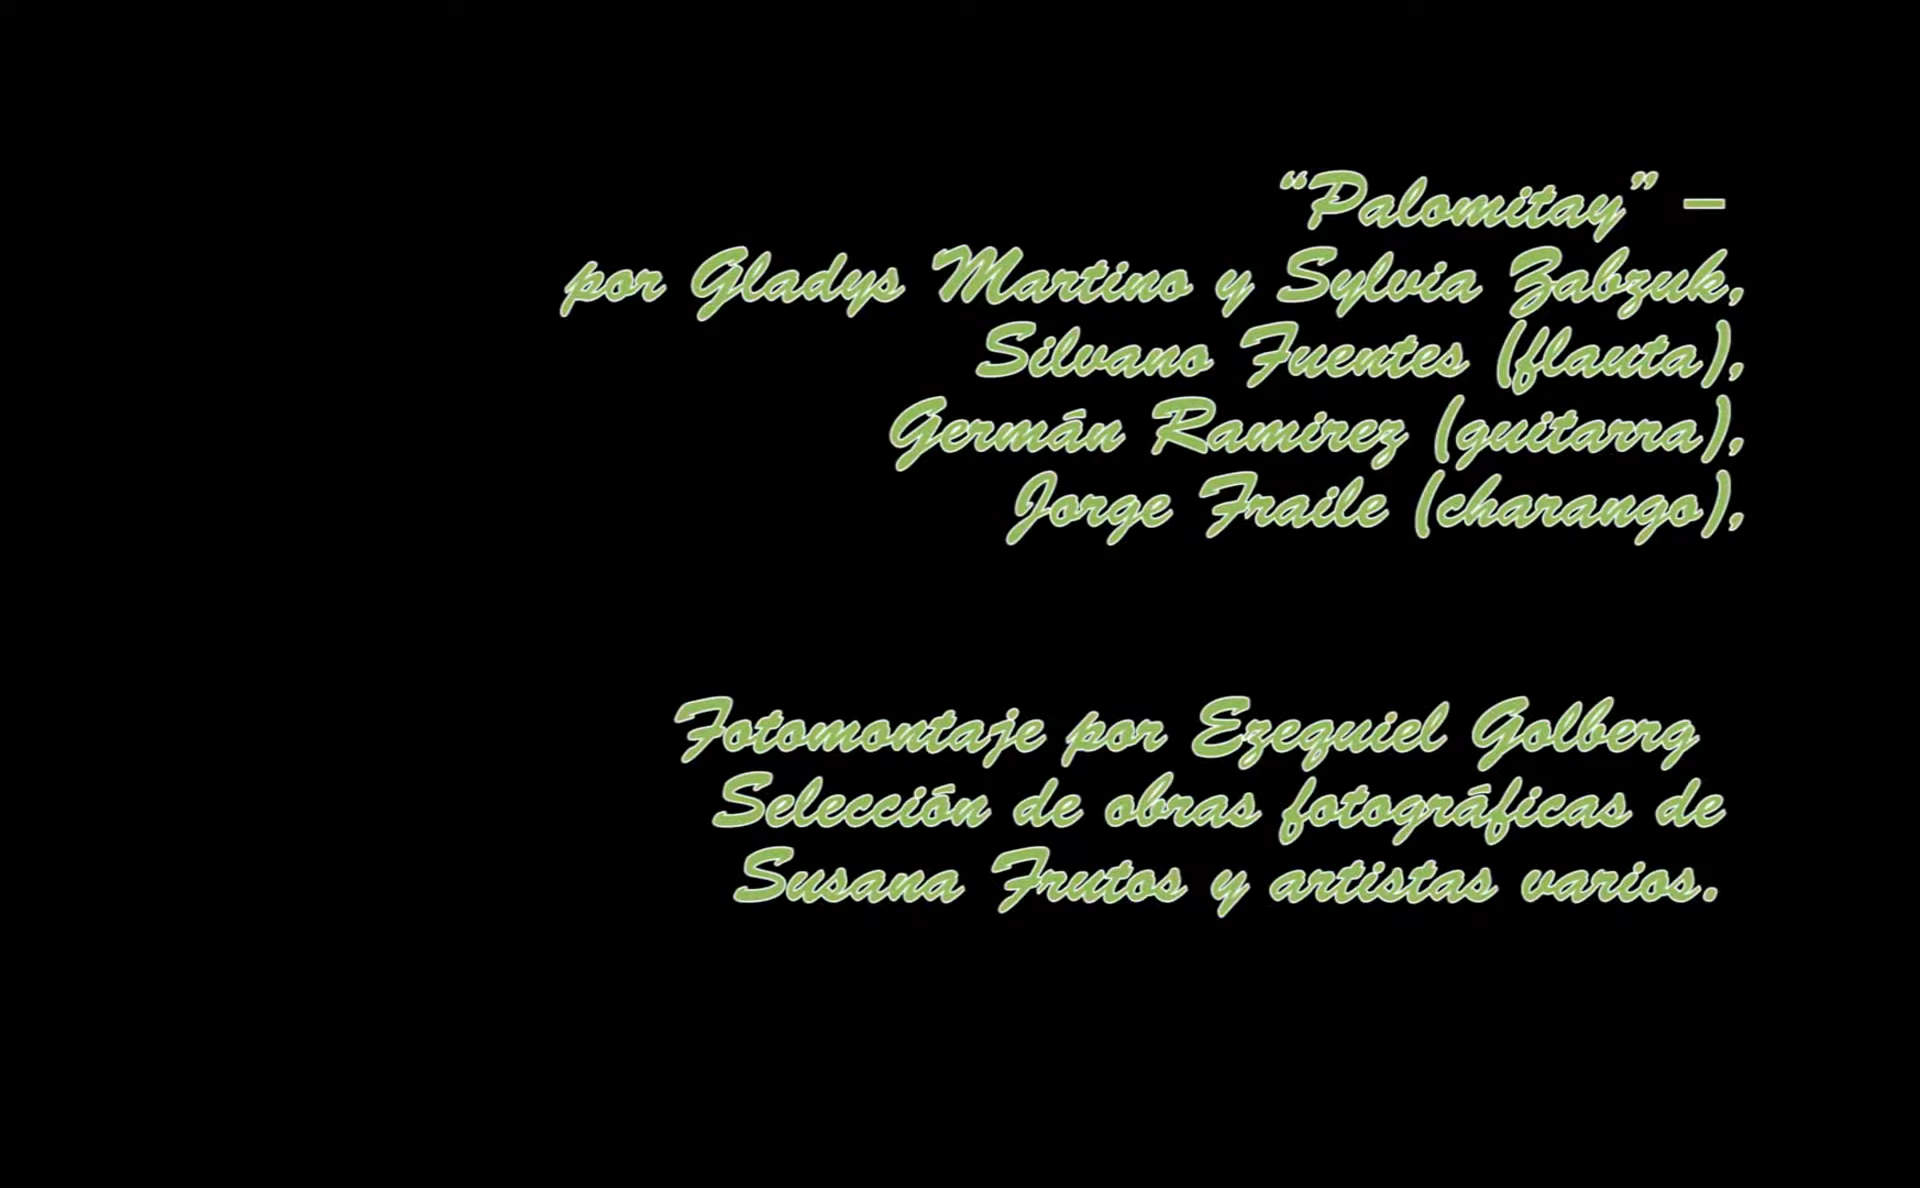 “Palomitay” –
por Gladys Martino y Sylvia Zabzuk,
Silvano Fuentes (flauta),
Germán Ramirez (guitarra),
Jorge Fraile (charango),
Fotomontaje por Ezequiel Golberg
Selección de obras fotográficas de
Susana Frutos y artistas varios.